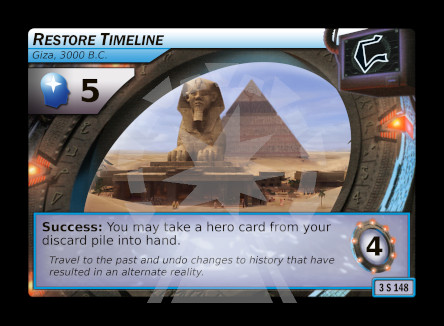 RESTORE TIMELINE
Giza, 3000 B.C.
5
Success: You may take a hero card from your
discard pile into hand.
4
Travel to the past and undo changes to history that have
resulted in an alternate reality.
3 S 148